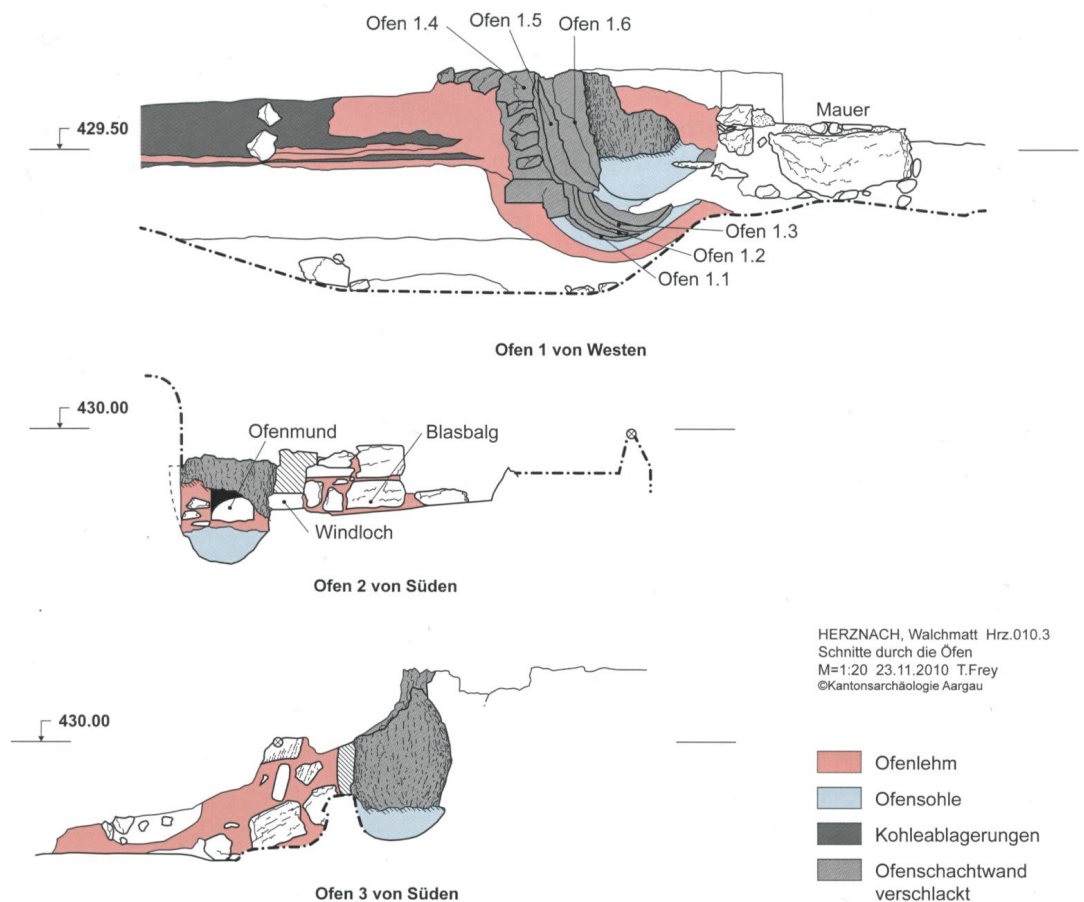 Ofen 1.4
Ofen 1.5
Ofen 1.6
429.50
Mauer
Ofen 1.3
Ofen 1.2
Ofen 1.1
Ofen 1 von Westen
430.00
Ofenmund
Blasbalg
Windloch
Ofen 2 von Süden
HERZNACH, Walchmatt Hrz.010.3
Schnitte durch die Öfen
M=1:20 23.11.2010 T.Frey
©Kantonsarchäologie Aargau
430.00
Ofenlehm
Ofensohle
Kohleablagerungen
Ofenschachtwand
verschlackt
Ofen 3 von Süden